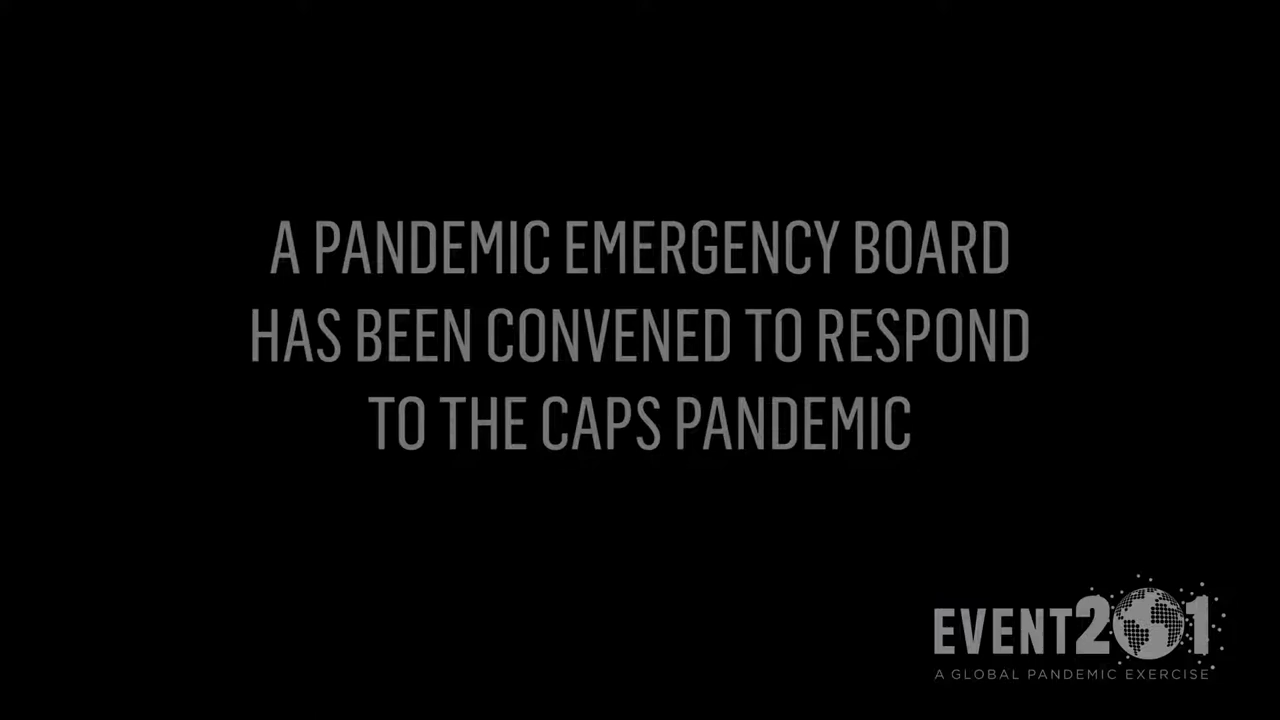 A PANDEMIC EMERGENCY BOARD
HAS BEEN CONVENED TO RESPOND
TO THE CAPS PANDEMIC
EVENT201
A GLOBAL PANDEMIC EXERCISE